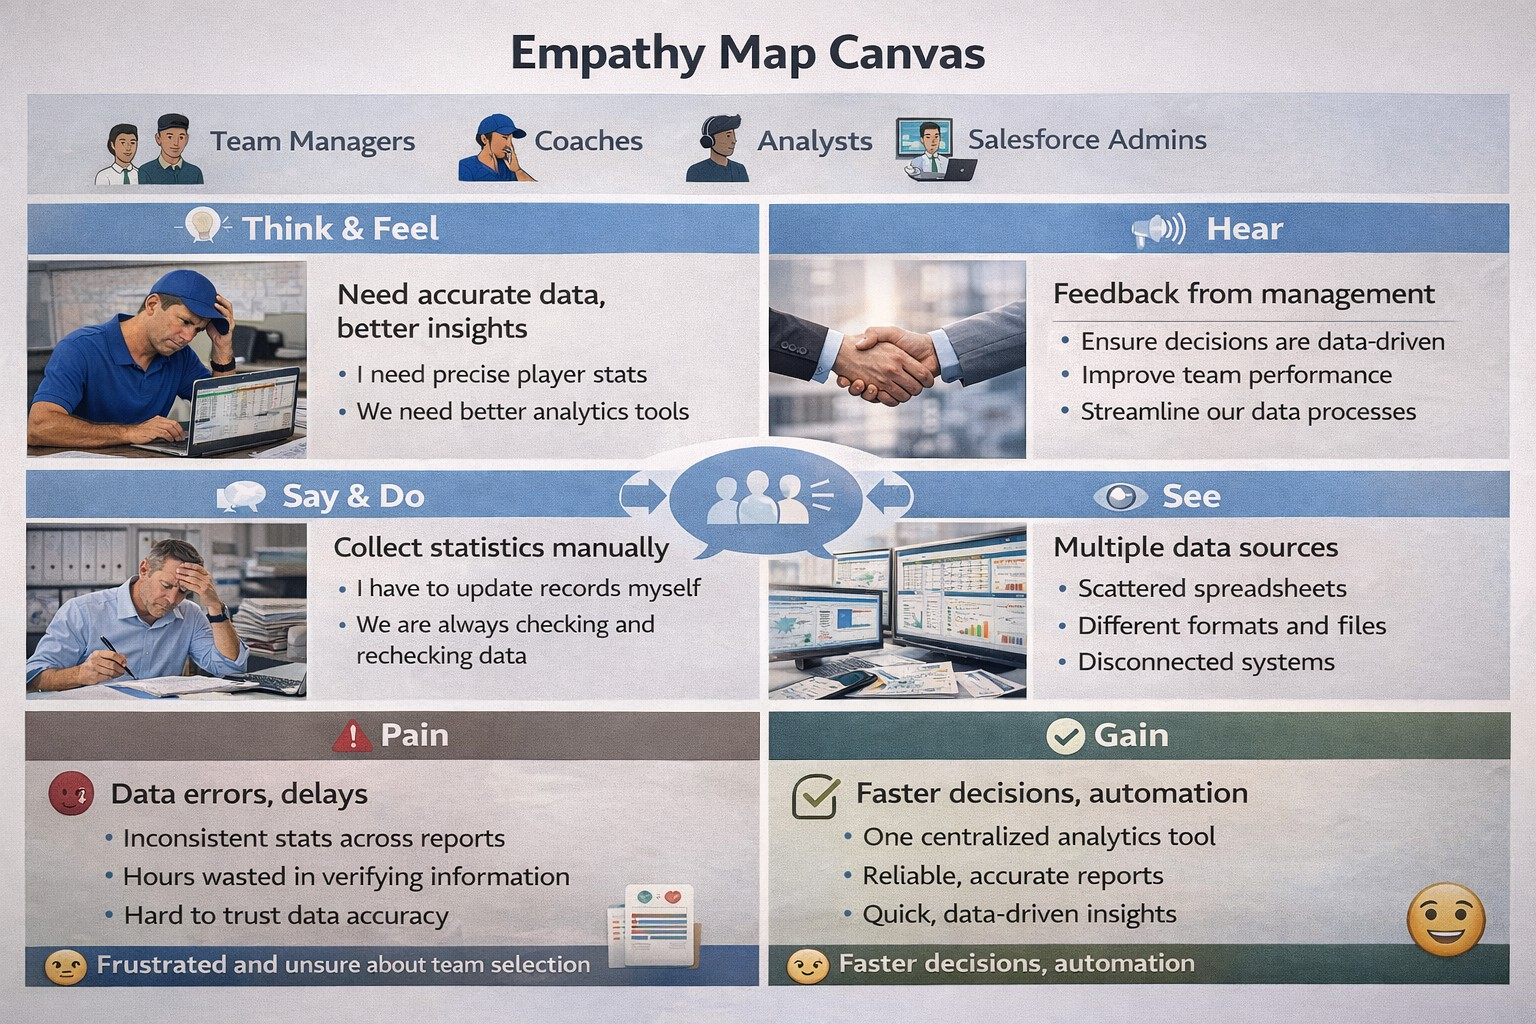 Empathy Map Canvas
Team Managers
Coaches
Analysts
Salesforce Admins
Think & Feel
Need accurate data,
better insights
• I need precise player stats
• We need better analytics tools
Hear
Feedback from management
• Ensure decisions are data-driven
• Improve team performance
• Streamline our data processes
Say & Do
Collect statistics manually
• I have to update records myself
• We are always checking and
rechecking data
See
Multiple data sources
• Scattered spreadsheets
• Different formats and files
• Disconnected systems
Pain
Data errors, delays
• Inconsistent stats across reports
• Hours wasted in verifying information
• Hard to trust data accuracy
Frustrated and unsure about team selection
Gain
Faster decisions, automation
• One centralized analytics tool
• Reliable, accurate reports
• Quick, data-driven insights
Faster decisions, automation